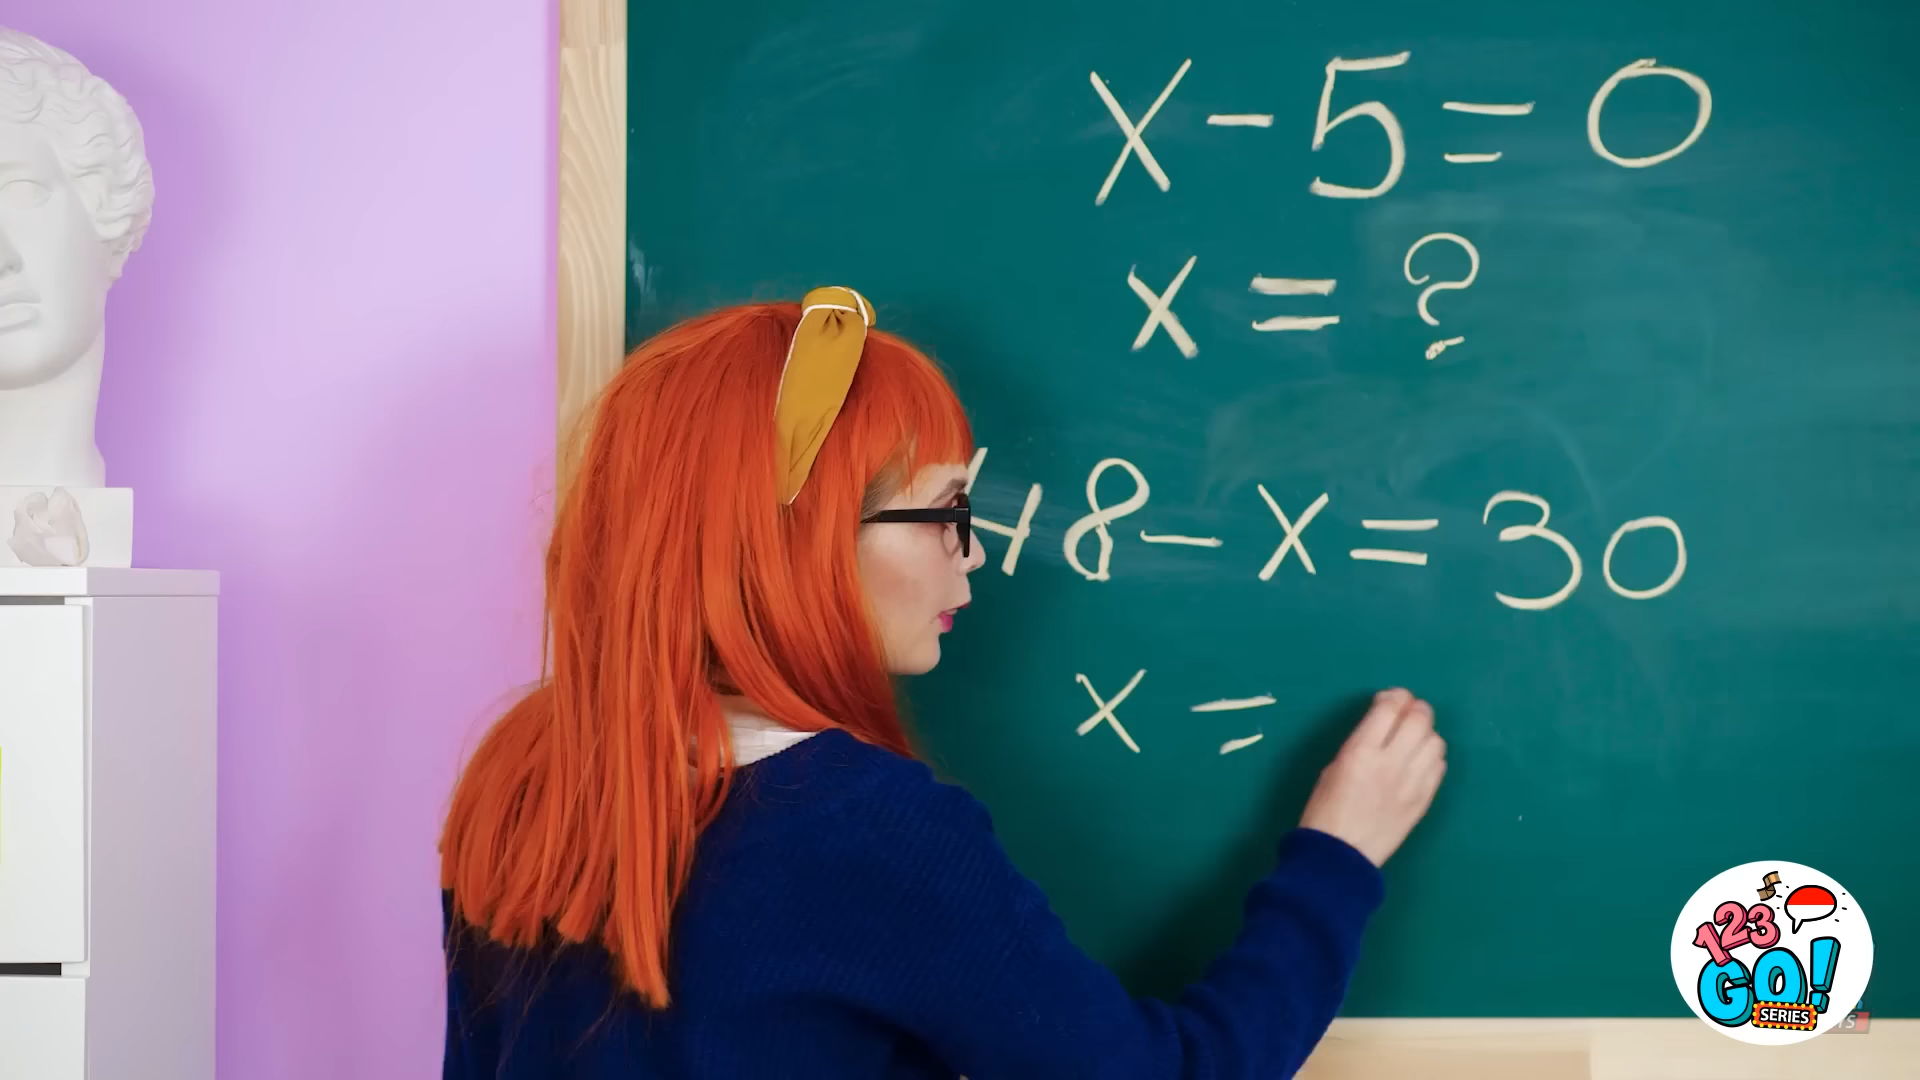 x - 5 = 0
x = ?
48 - x = 30
x =
123
GO!
SERIES